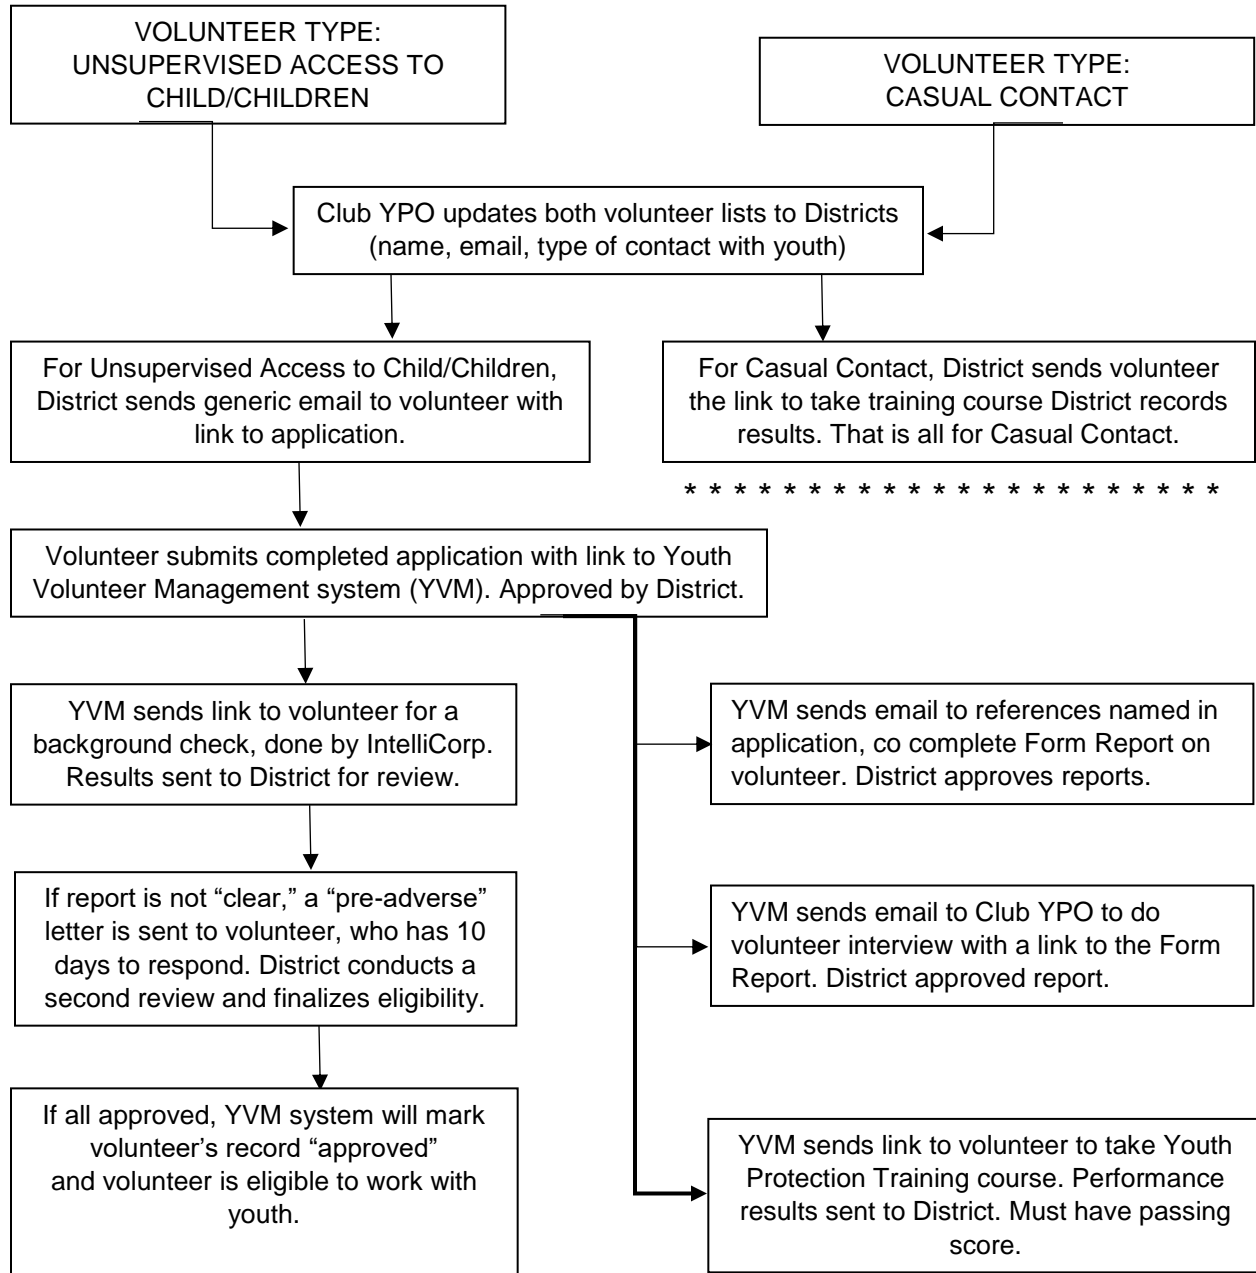 VOLUNTEER TYPE:
UNSUPERVISED ACCESS TO
CHILD/CHILDREN
VOLUNTEER TYPE:
CASUAL CONTACT
Club YPO updates both volunteer lists to Districts
(name, email, type of contact with youth)
For Unsupervised Access to Child/Children,
District sends generic email to volunteer with
link to application.
For Casual Contact, District sends volunteer
the link to take training course District records
results. That is all for Casual Contact.
* * * * * * * * * * * * * * * * * * * * * *
Volunteer submits completed application with link to Youth
Volunteer Management system (YVM). Approved by District.
YVM sends link to volunteer for a
background check, done by IntelliCorp.
Results sent to District for review.
YVM sends email to references named in
application, co complete Form Report on
volunteer. District approves reports.
If report is not “clear,” a “pre-adverse”
letter is sent to volunteer, who has 10
days to respond. District conducts a
second review and finalizes eligibility.
YVM sends email to Club YPO to do
volunteer interview with a link to the Form
Report. District approved report.
If all approved, YVM system will mark
volunteer’s record “approved”
and volunteer is eligible to work with
youth.
YVM sends link to volunteer to take Youth
Protection Training course. Performance
results sent to District. Must have passing
score.